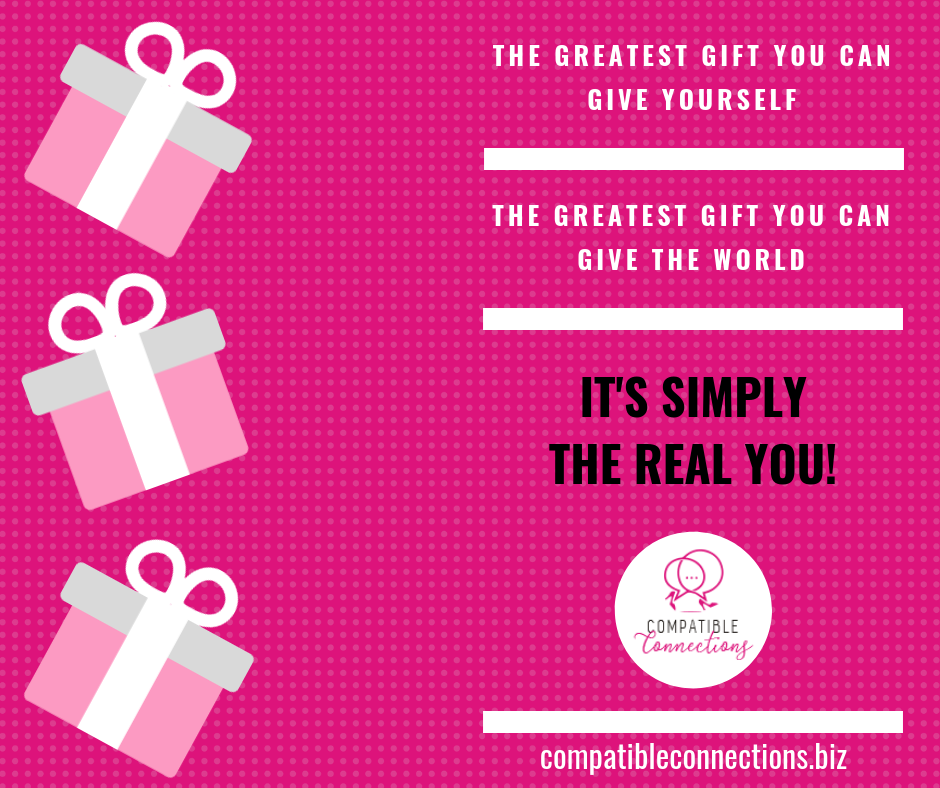 THE GREATEST GIFT YOU CAN
GIVE YOURSELF
THE GREATEST GIFT YOU CAN
GIVE THE WORLD
IT'S SIMPLY
THE REAL YOU!
...
COMPATIBLE
Connections
compatibleconnections.biz